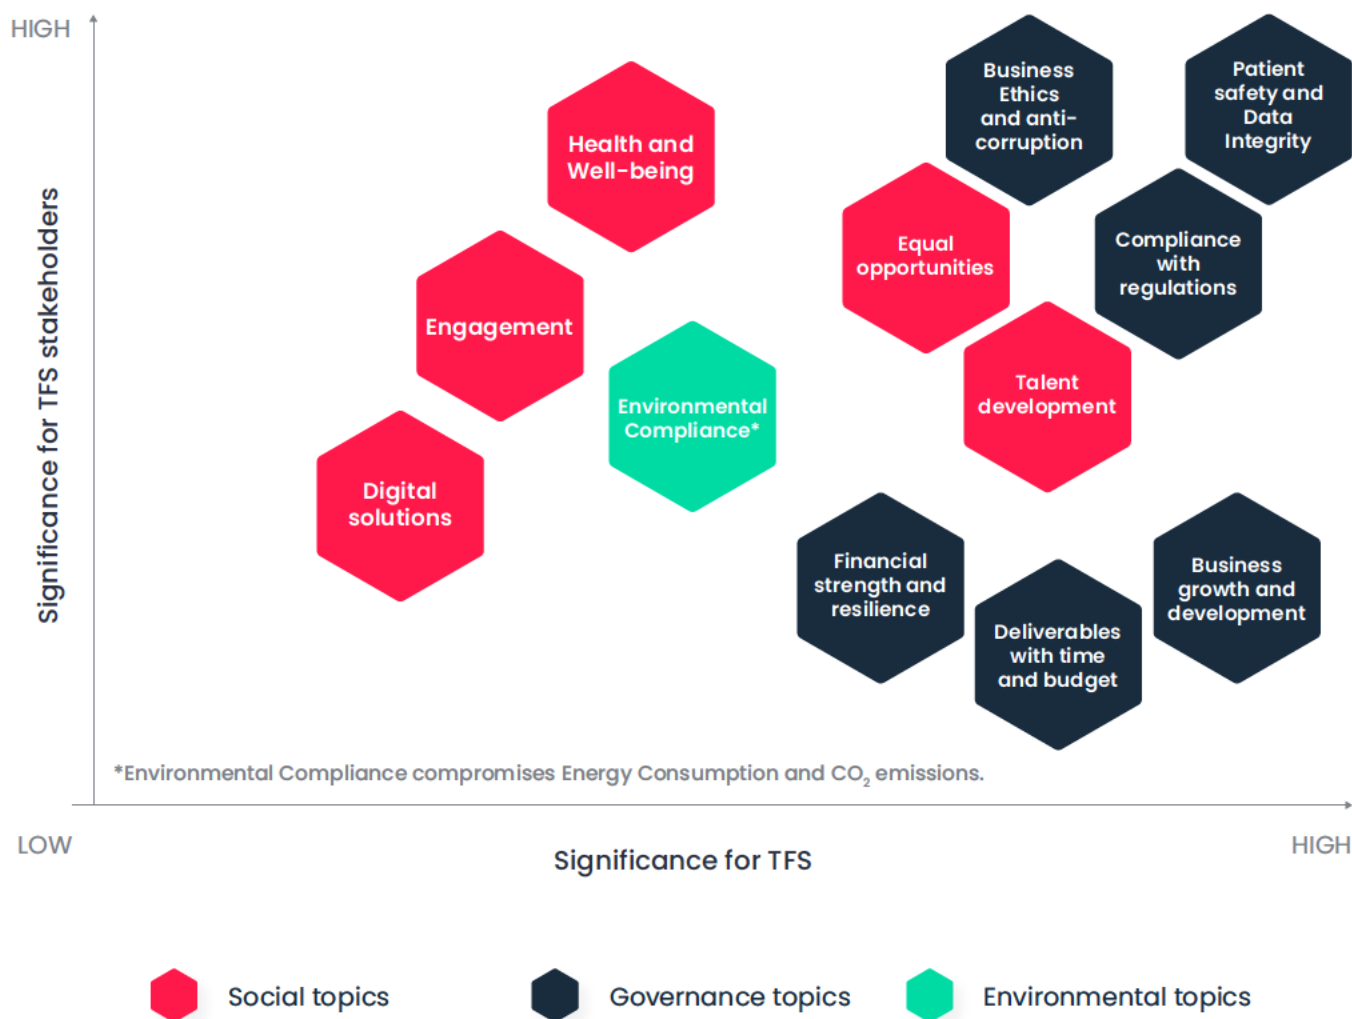 HIGH
Business
Ethics
and anti-
corruption
Patient
safety and
Data
Integrity
Health and
Well-being
Equal
opportunities
Compliance
with
regulations
Engagement
Talent
development
Environmental
Compliance*
Digital
solutions
Financial
strength and
resilience
Business
growth and
development
Deliverables
with time
and budget
Significance for TFS stakeholders
*Environmental Compliance compromises Energy Consumption and CO₂ emissions.
LOW
HIGH
Significance for TFS
Social topics
Governance topics
Environmental topics